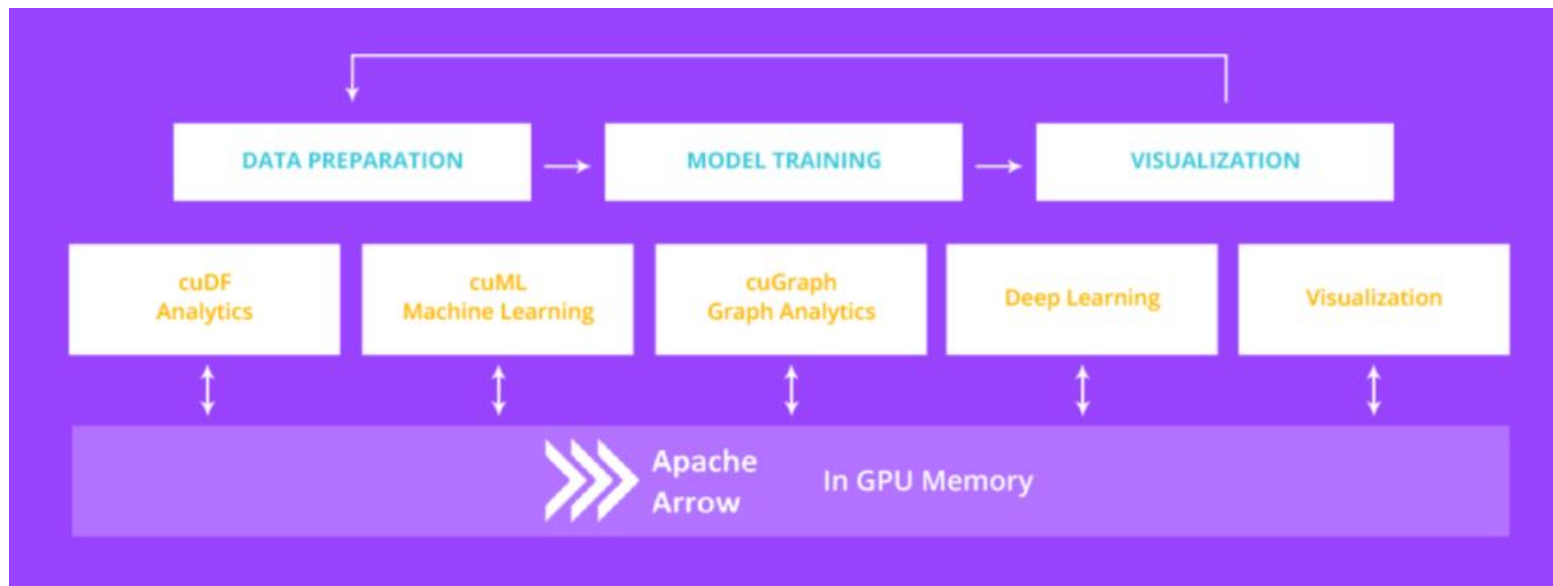 DATA PREPARATION
MODEL TRAINING
VISUALIZATION
cuDF
Analytics
cuML
Machine Learning
cuGraph
Graph Analytics
Deep Learning
Visualization
Apache
Arrow
In GPU Memory